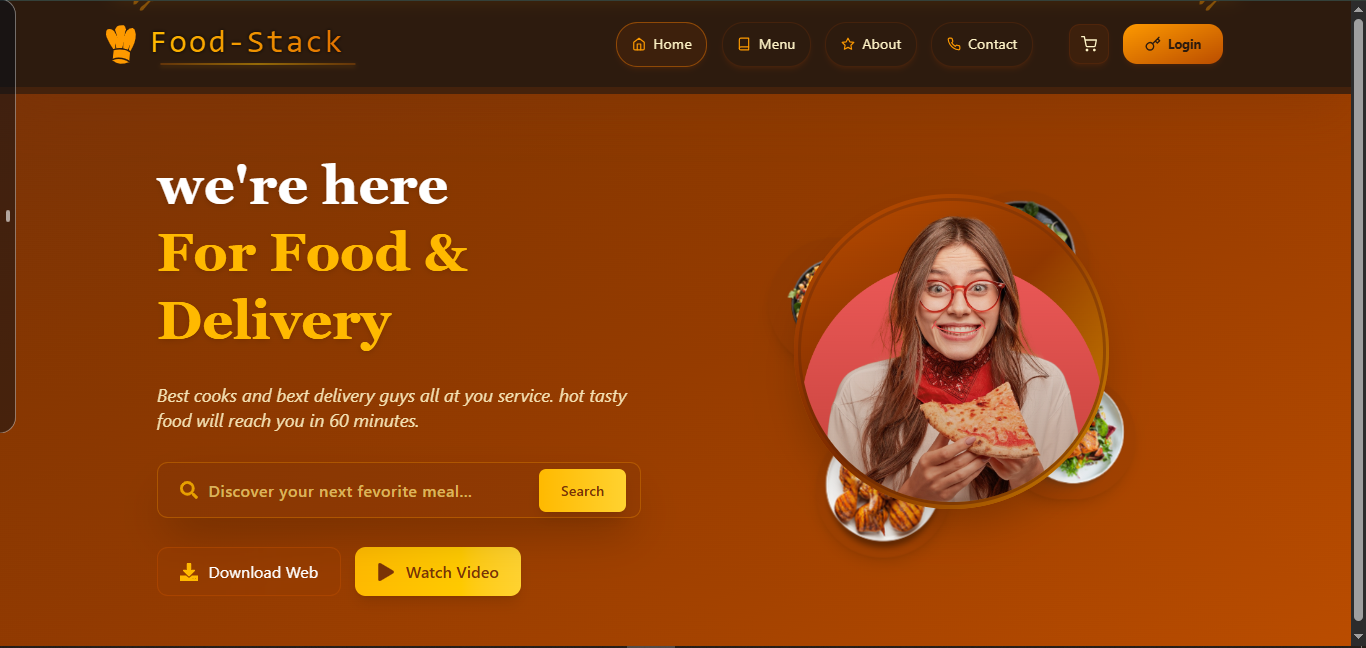 Food-Stack
Home
Menu
About
Contact
Login
we're here
For Food &
Delivery
Best cooks and bext delivery guys all at you service. hot tasty
food will reach you in 60 minutes.
Discover your next fevorite meal...
Search
Download Web
Watch Video